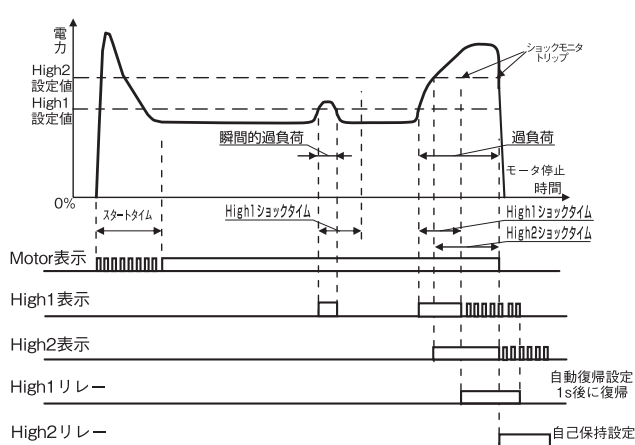 電
力
ショックモニタ
トリップ
High2
設定値
High1
設定値
瞬間的過負荷
過負荷
モータ停止
時間
0%
スタートタイム
High1ショックタイム
High1ショックタイム
High2ショックタイム
Motor表示
High1表示
High2表示
High1リレー
自動復帰設定
1s後に復帰
High2リレー
自己保持設定